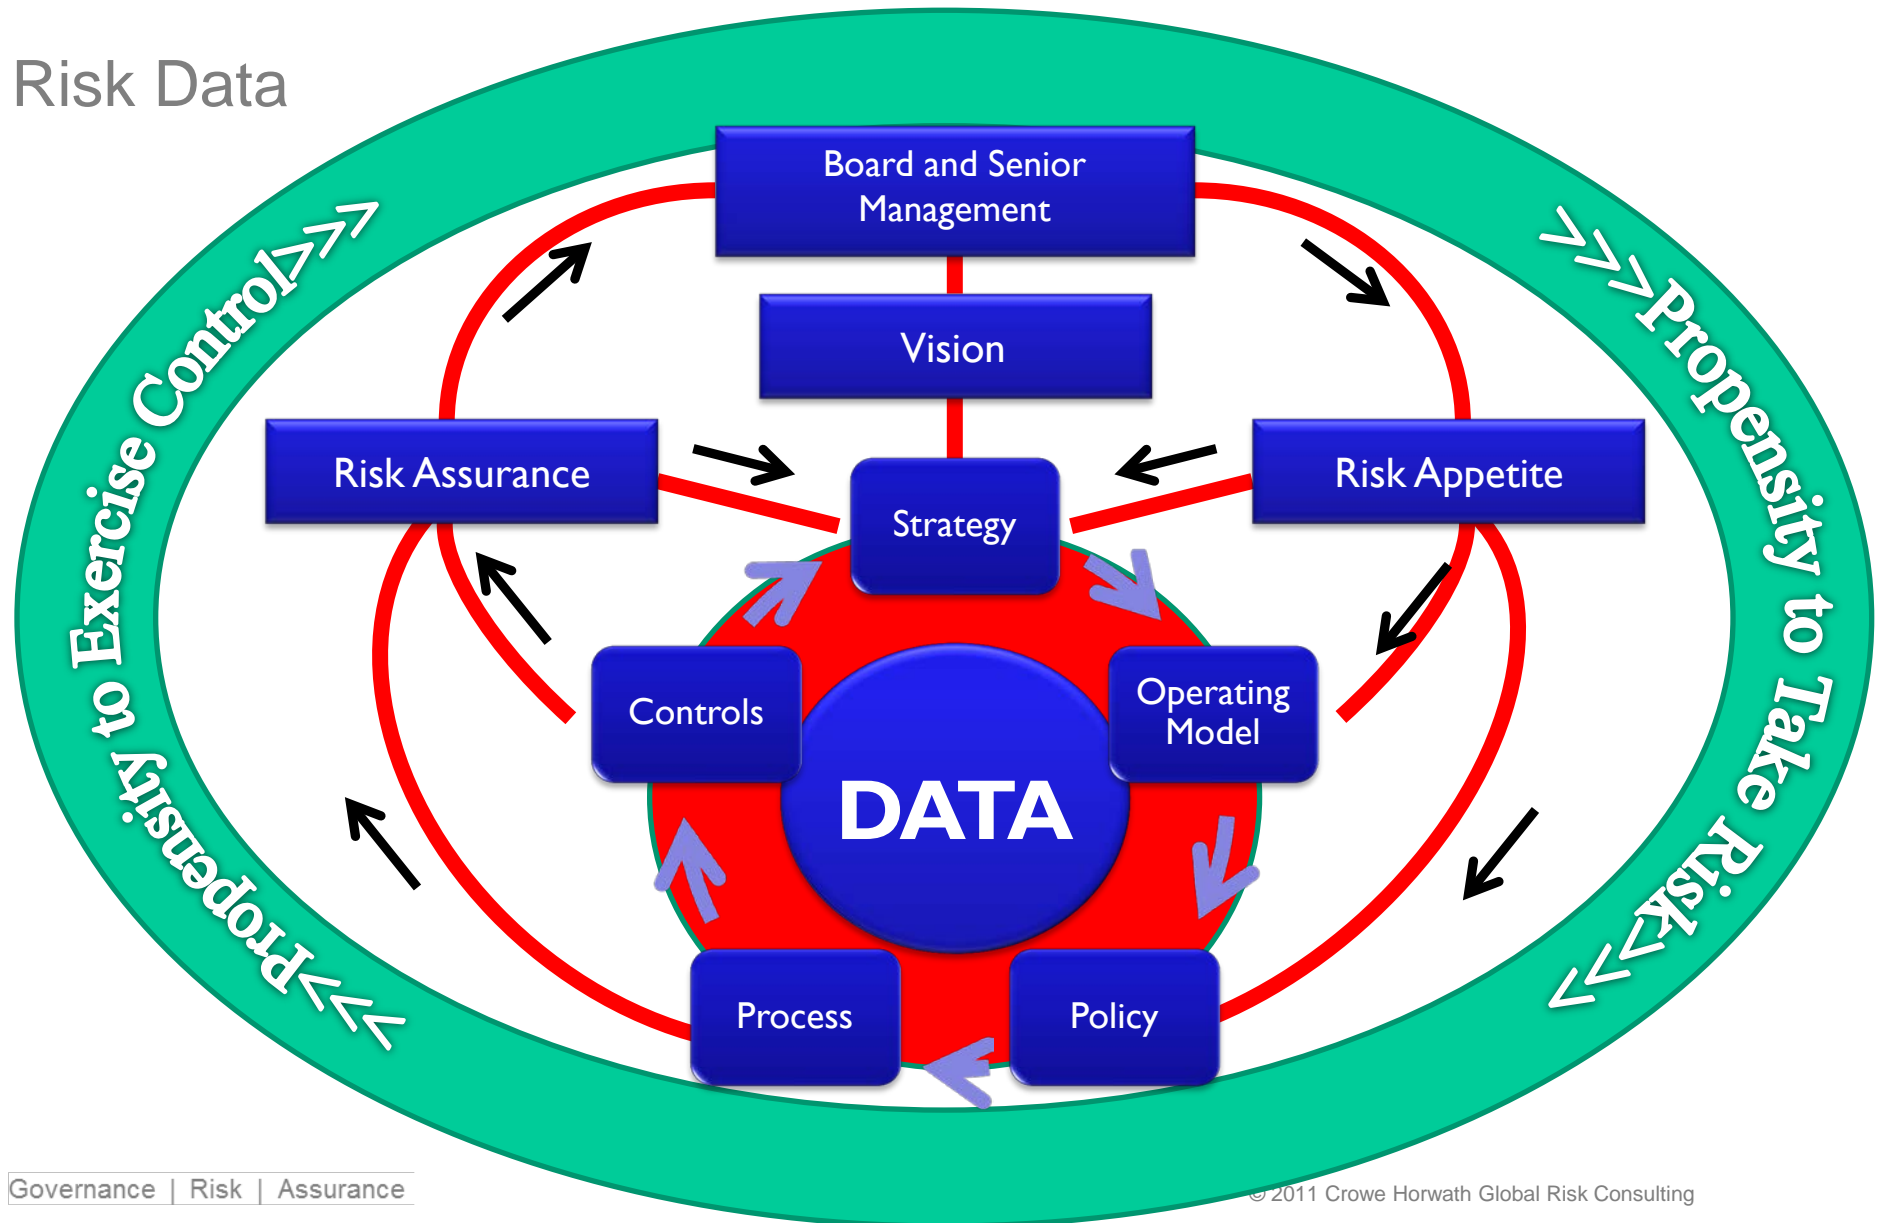 Risk Data
Board and Senior
Management
Vision
Risk Assurance
Risk Appetite
Strategy
Controls
Operating
Model
DATA
Process
Policy
>>>Propensity to Exercise Control>>>
>>>Propensity to Take Risk>>>
Governance | Risk | Assurance
© 2011 Crowe Horwath Global Risk Consulting